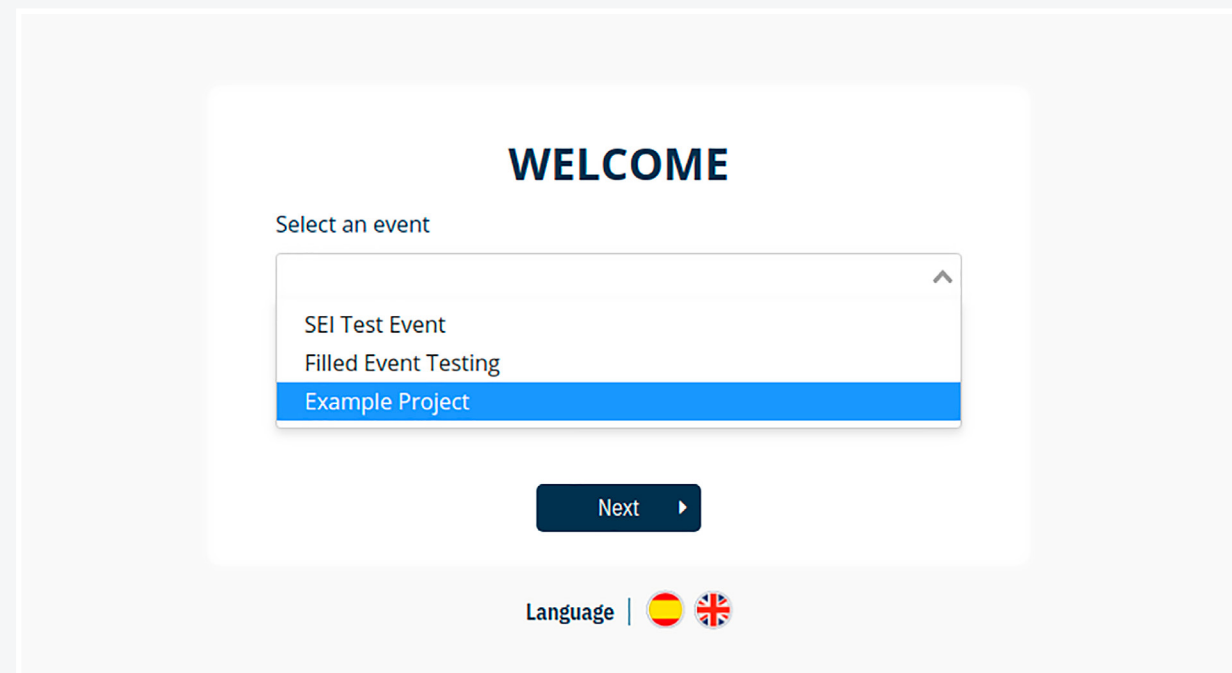 WELCOME
Select an event
SEI Test Event
Filled Event Testing
Example Project
Next
Language |